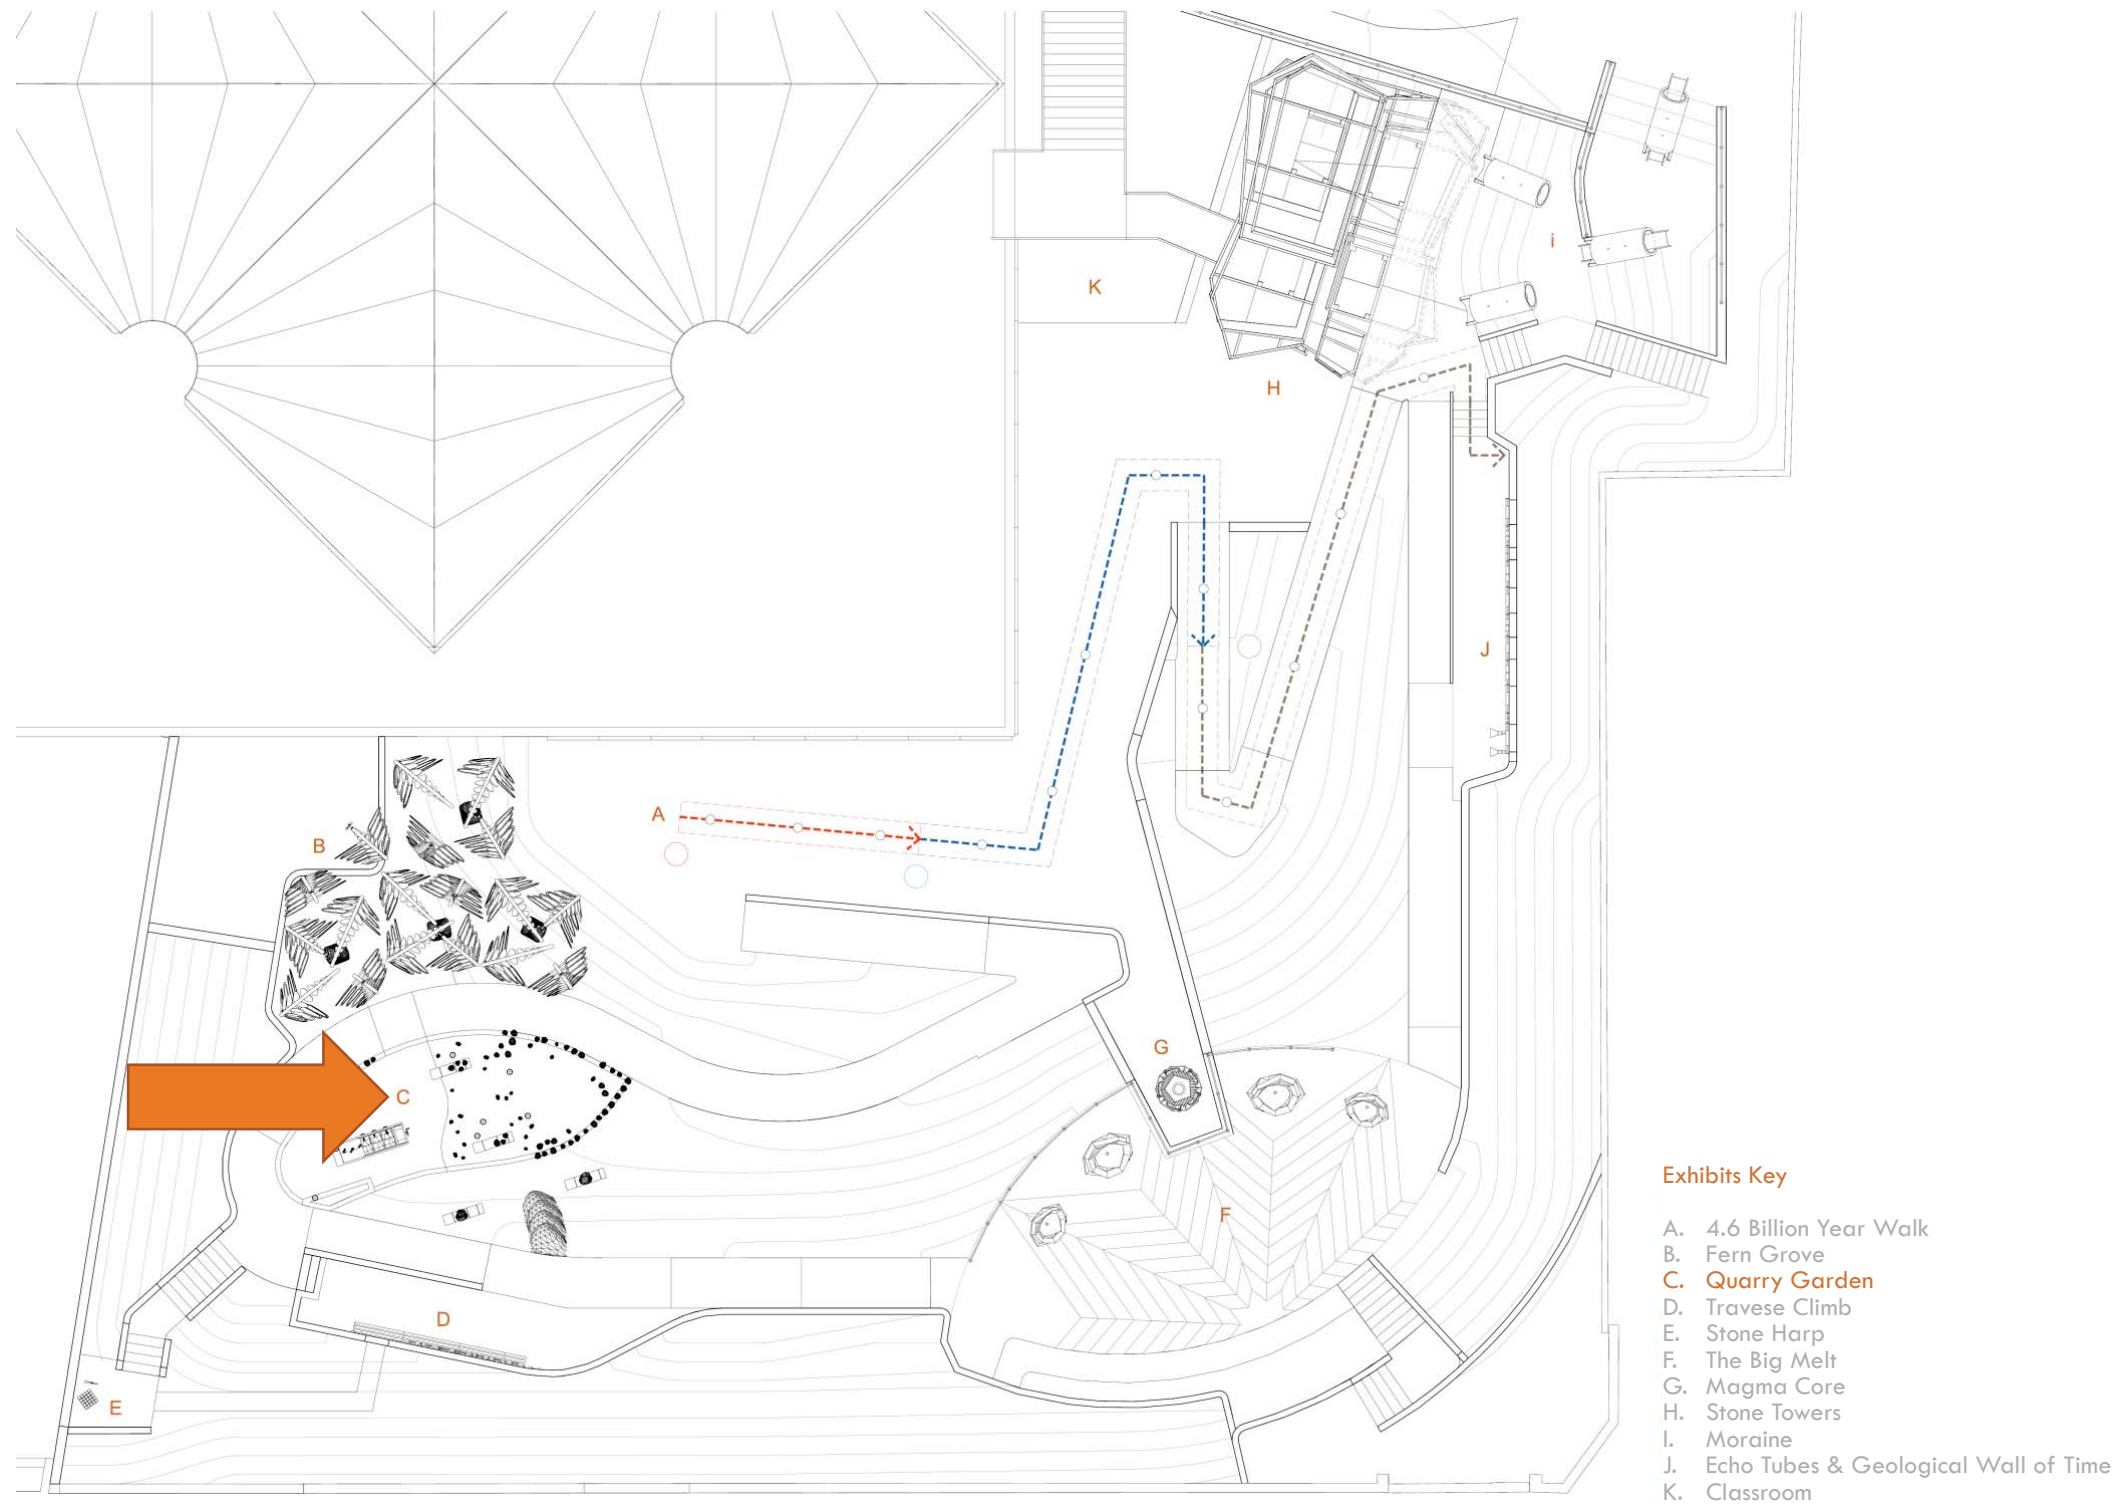 i
K
H
J
A
B
G
C
F
D
E
Exhibits Key
A. 4.6 Billion Year Walk
B. Fern Grove
C. Quarry Garden
D. Travese Climb
E. Stone Harp
F. The Big Melt
G. Magma Core
H. Stone Towers
I. Moraine
J. Echo Tubes & Geological Wall of Time
K. Classroom